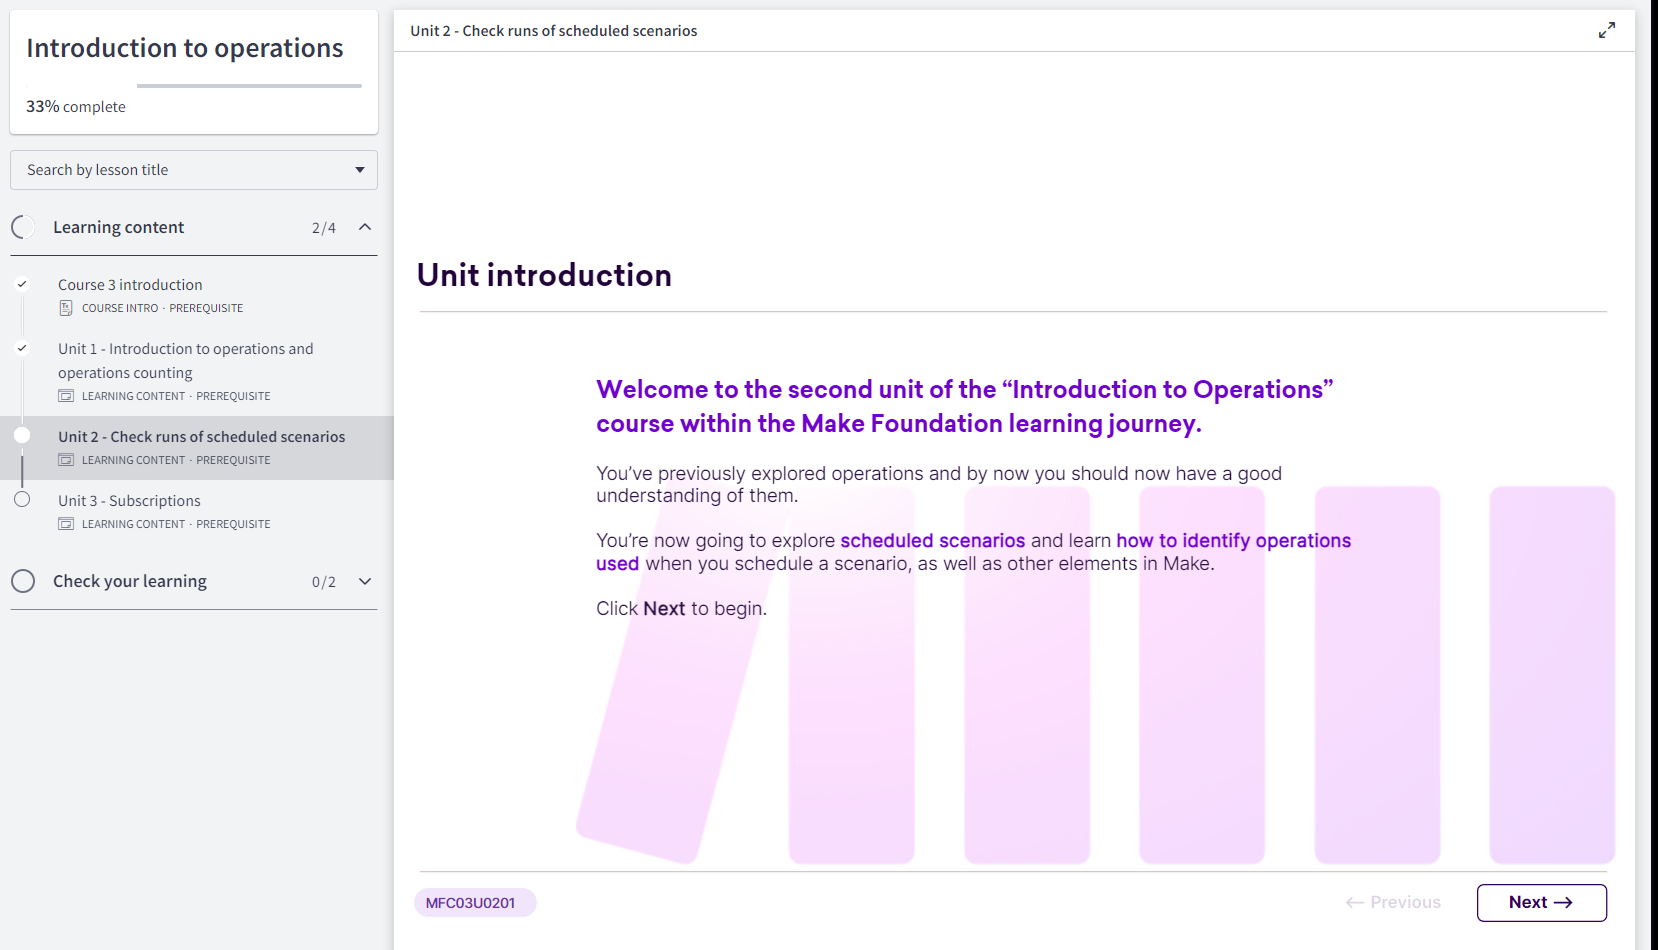 Introduction to operations
33% complete
Search by lesson title
Learning content 2/4
Course 3 introduction
COURSE INTRO · PREREQUISITE
Unit 1 - Introduction to operations and
operations counting
LEARNING CONTENT · PREREQUISITE
Unit 2 - Check runs of scheduled scenarios
LEARNING CONTENT · PREREQUISITE
Unit 3 - Subscriptions
LEARNING CONTENT · PREREQUISITE
Check your learning 0/2
Unit 2 - Check runs of scheduled scenarios
Unit introduction
Welcome to the second unit of the “Introduction to Operations”
course within the Make Foundation learning journey.
You’ve previously explored operations and by now you should now have a good
understanding of them.
You’re now going to explore scheduled scenarios and learn how to identify operations
used when you schedule a scenario, as well as other elements in Make.
Click Next to begin.
MFC03U0201
← Previous
Next →